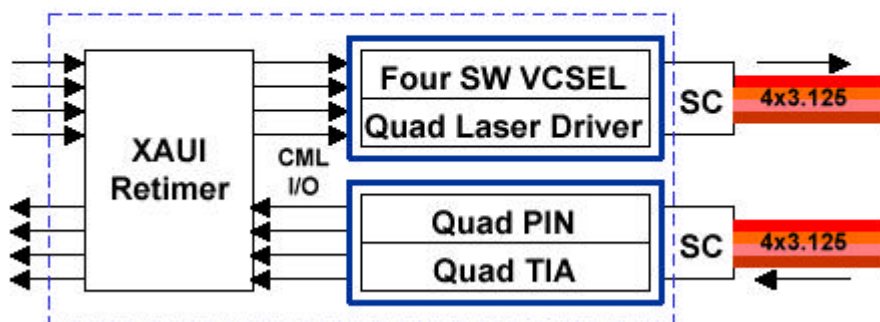 Four SW VCSEL
Quad Laser Driver
SC
4x3.125
XAUI
Retimer
CML
I/O
Quad PIN
Quad TIA
SC
4x3.125